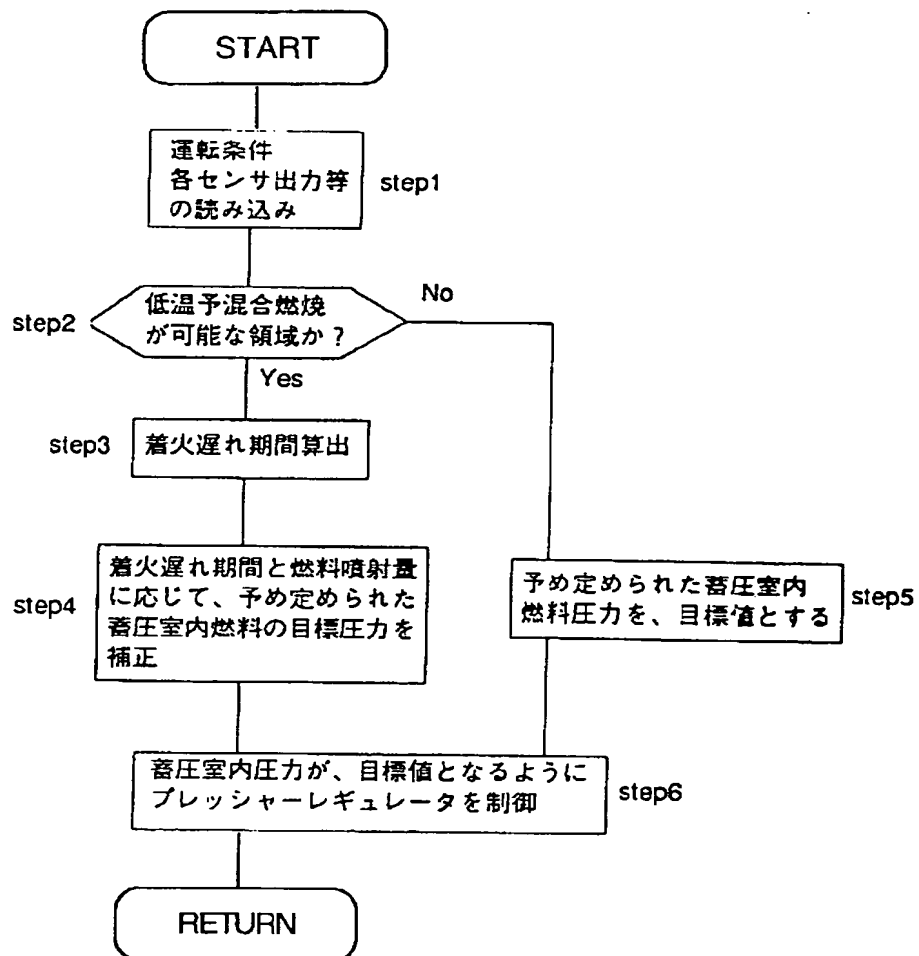 START
運転条件
各センサ出力等
の読み込み
step1
低温予混合燃焼
が可能な領域か?
step2
No
Yes
step3
着火遅れ期間算出
着火遅れ期間と燃料噴射量
に応じて、予め定められた
蓄圧室内燃料の目標圧力を
補正
step4
予め定められた蓄圧室内
燃料圧力を、目標値とする
step5
蓄圧室内圧力が、目標値となるように
プレッシャーレギュレータを制御
step6
RETURN